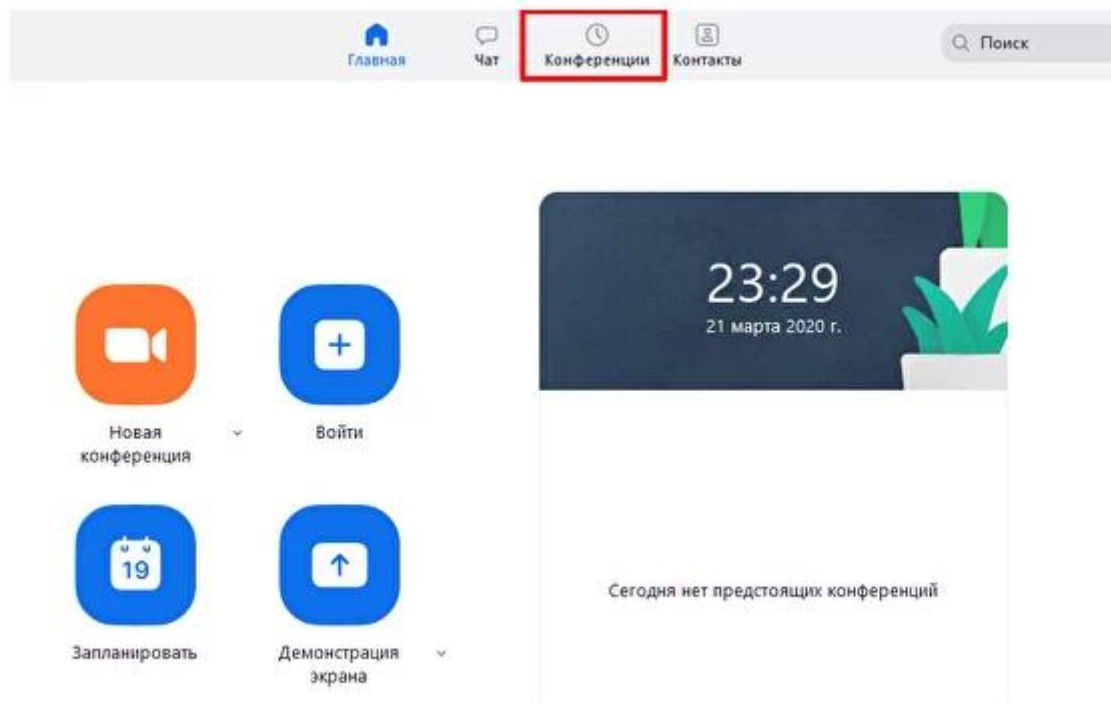 Главная
Чат
Конференции
Контакты
Поиск
23:29
21 марта 2020 г.
Новая
конференция
Войти
19
Запланировать
Демонстрация
экрана
Сегодня нет предстоящих конференций